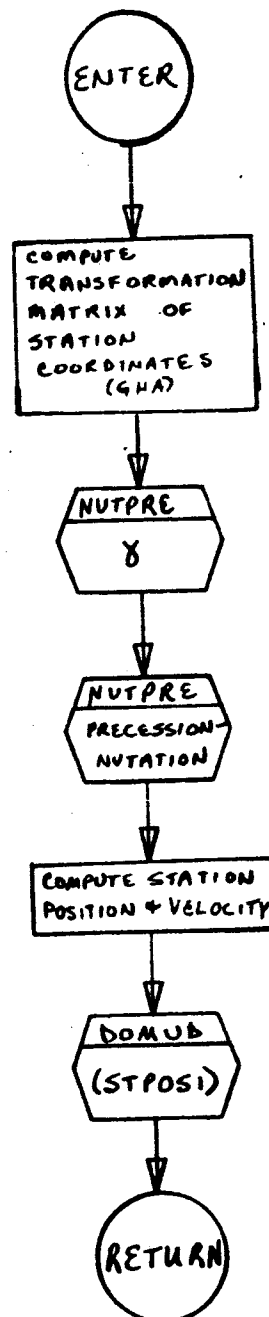 ENTER
COMPUTE
TRANSFORMATION
MATRIX OF
STATION
COORDINATES
(GHA)
NUTPRE
γ
NUTPRE
PRECESSION
NUTATION
COMPUTE STATION
POSITION + VELOCITY
DOMUB
(STPOSI)
RETURN